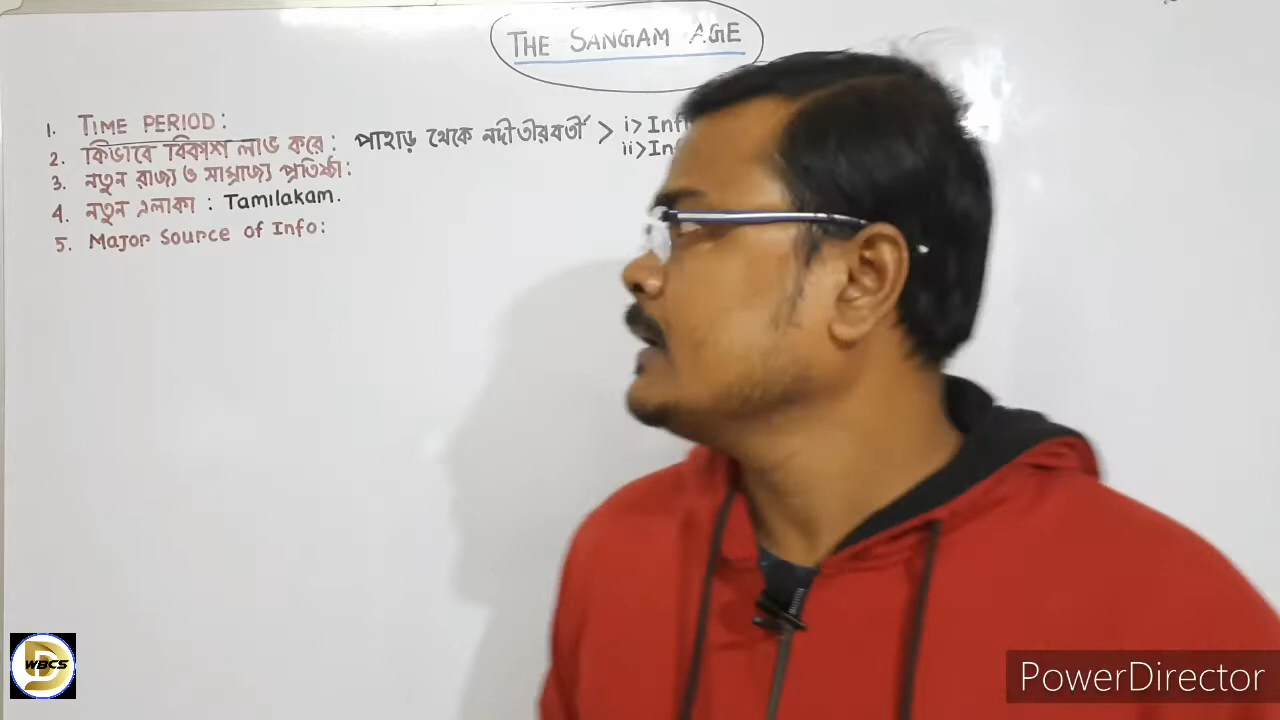 THE SANGAM AGE
1. TIME PERIOD:
2. কিভাবে বিকাশ লাভ করে: পাহাড় থেকে নদীতীরবর্তী > i> Inf
ii> In
3. নতুন রাজ্য ও সাম্রাজ্য প্রতিষ্ঠা:
4. নতুন এলাকা : Tamilakam.
5. Major Source of Info:
WBCS
PowerDirector